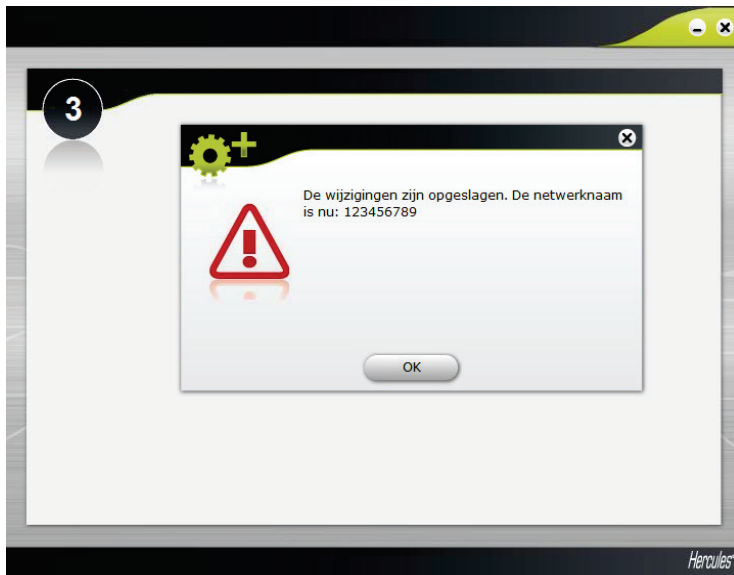 3
De wijzigingen zijn opgeslagen. De netwerknaam
is nu: 123456789
OK
Hercules